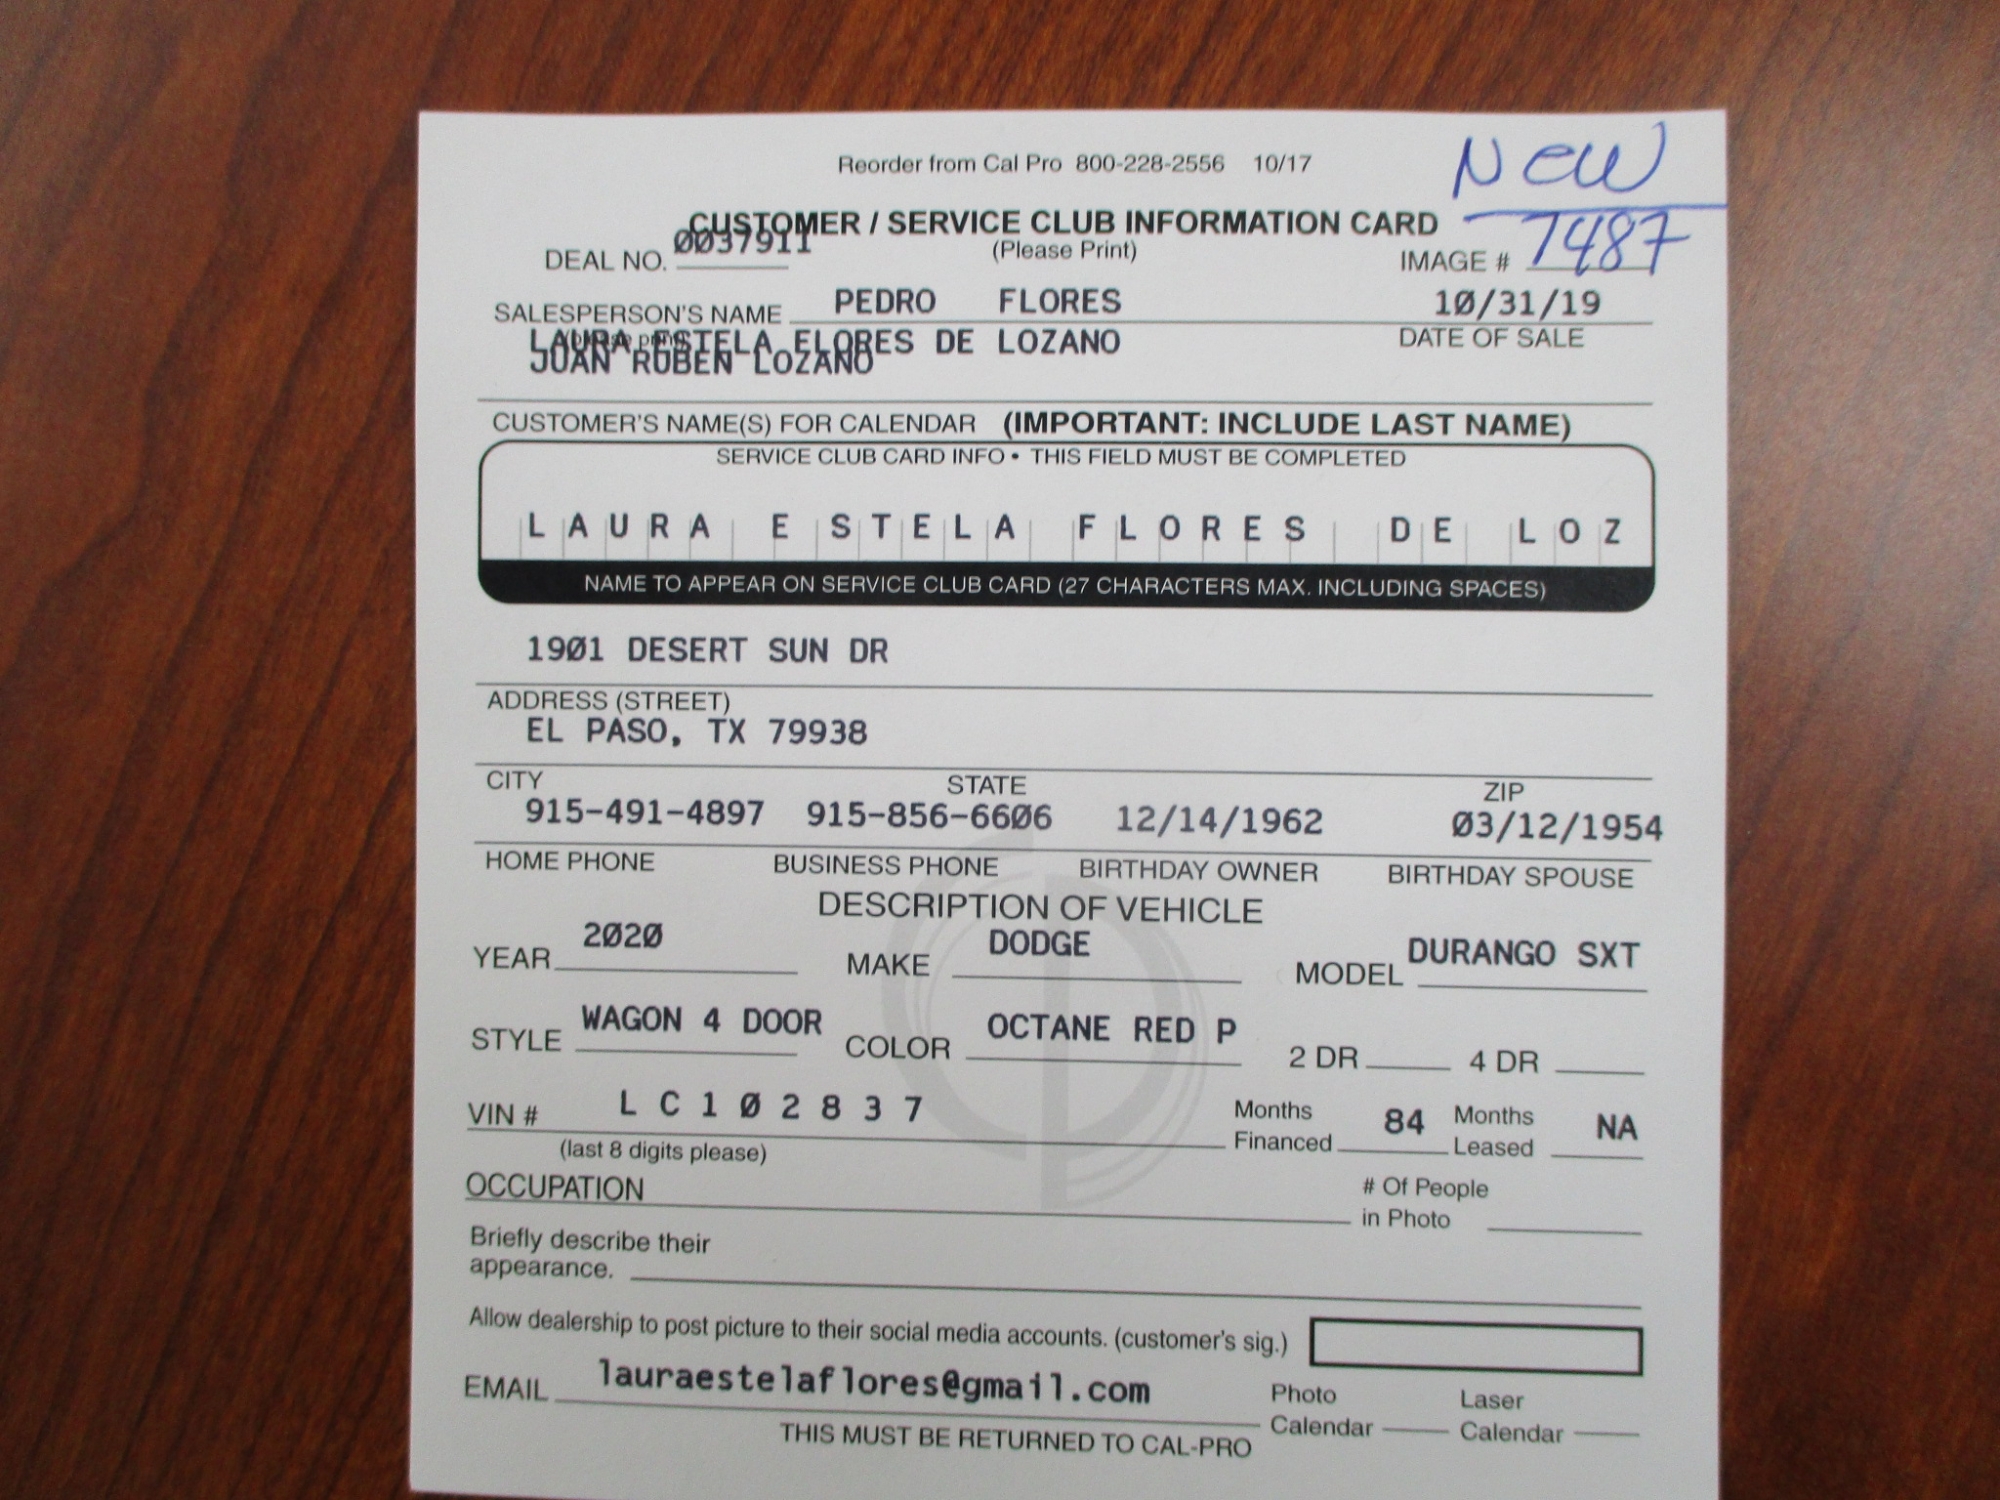 NEW
Reorder from Cal Pro 800-228-2556 10/17
CUSTOMER / SERVICE CLUB INFORMATION CARD
DEAL NO. 0037911 (Please Print) IMAGE # 7487
SALESPERSON'S NAME PEDRO FLORES 10/31/19
(please print) DATE OF SALE
LAURA ESTELA FLORES DE LOZANO
JUAN RUBEN LOZANO
CUSTOMER'S NAME(S) FOR CALENDAR (IMPORTANT: INCLUDE LAST NAME)
SERVICE CLUB CARD INFO • THIS FIELD MUST BE COMPLETED
LAURA ESTELA FLORES DE LOZ
NAME TO APPEAR ON SERVICE CLUB CARD (27 CHARACTERS MAX. INCLUDING SPACES)
1901 DESERT SUN DR
ADDRESS (STREET)
EL PASO, TX 79938
CITY STATE ZIP
915-491-4897 915-856-6606 12/14/1962 03/12/1954
HOME PHONE BUSINESS PHONE BIRTHDAY OWNER BIRTHDAY SPOUSE
DESCRIPTION OF VEHICLE
YEAR 2020 MAKE DODGE MODEL DURANGO SXT
STYLE WAGON 4 DOOR COLOR OCTANE RED P 2 DR 4 DR
VIN # LC102837 Months Financed 84 Months Leased NA
(last 8 digits please)
OCCUPATION # Of People in Photo
Briefly describe their
appearance.
Allow dealership to post picture to their social media accounts. (customer's sig.)
EMAIL lauraestelaflores@gmail.com Photo Calendar Laser Calendar
THIS MUST BE RETURNED TO CAL-PRO